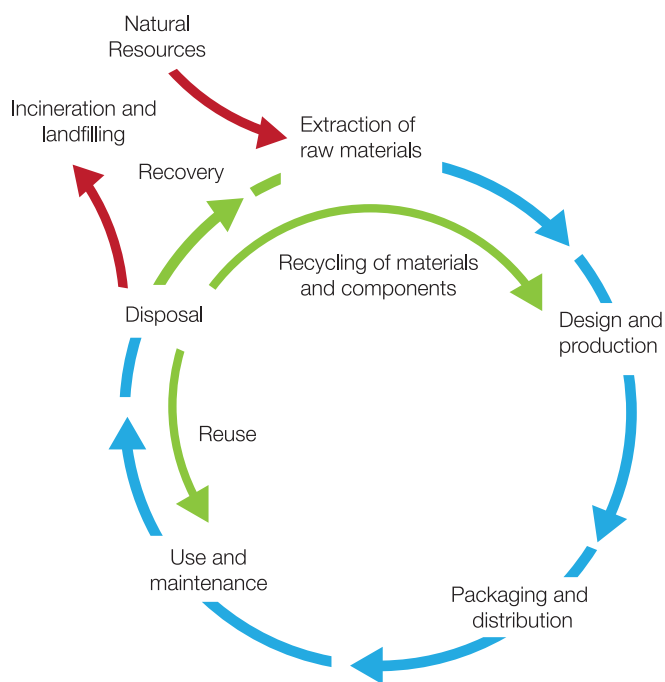 Natural
Resources
Incineration and
landfilling
Extraction of
raw materials
Recovery
Recycling of materials
and components
Disposal
Design and
production
Reuse
Use and
maintenance
Packaging and
distribution